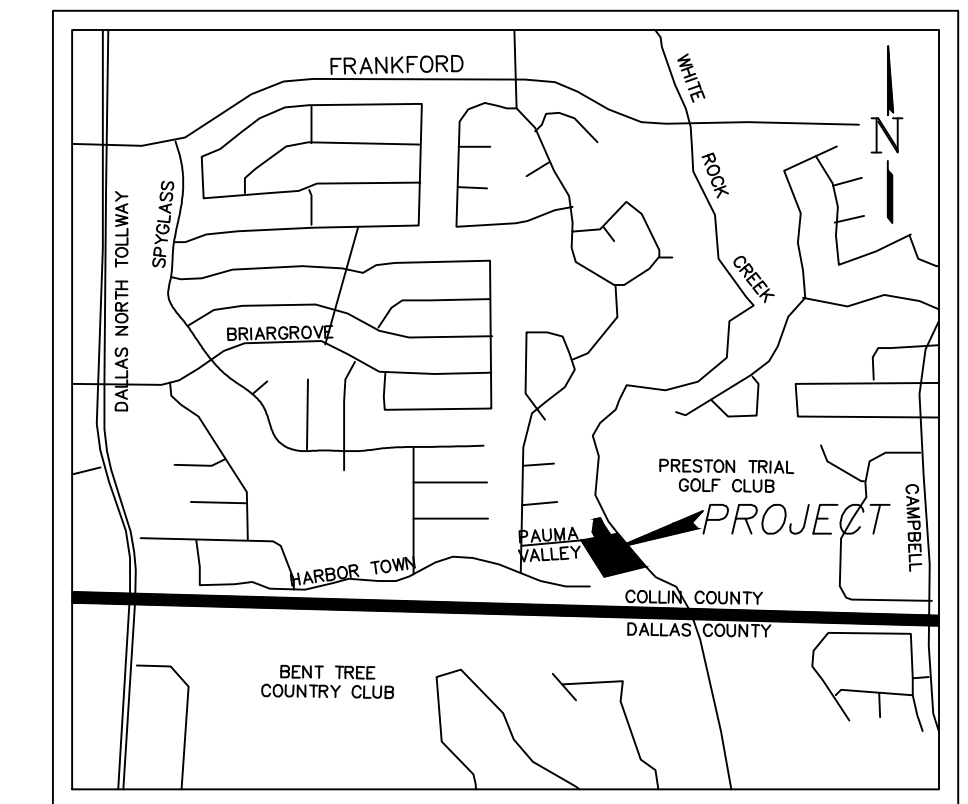 FRANKFORD
WHITE
ROCK
CREEK
N
DALLAS NORTH TOLLWAY
SPYGLASS
BRIARGROVE
PRESTON TRIAL
GOLF CLUB
PROJECT
CAMPBELL
PAUMA
VALLEY
HARBOR TOWN
COLLIN COUNTY
DALLAS COUNTY
BENT TREE
COUNTRY CLUB